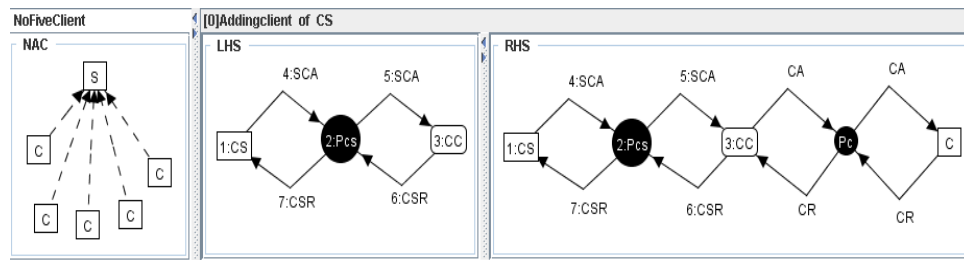 NoFiveClient
[0]Addingclient of CS
NAC
S
C
C
C
C
C
LHS
4:SCA
5:SCA
1:CS
2:Pcs
3:CC
7:CSR
6:CSR
RHS
4:SCA
5:SCA
CA
CA
1:CS
2:Pcs
3:CC
Pc
C
7:CSR
6:CSR
CR
CR